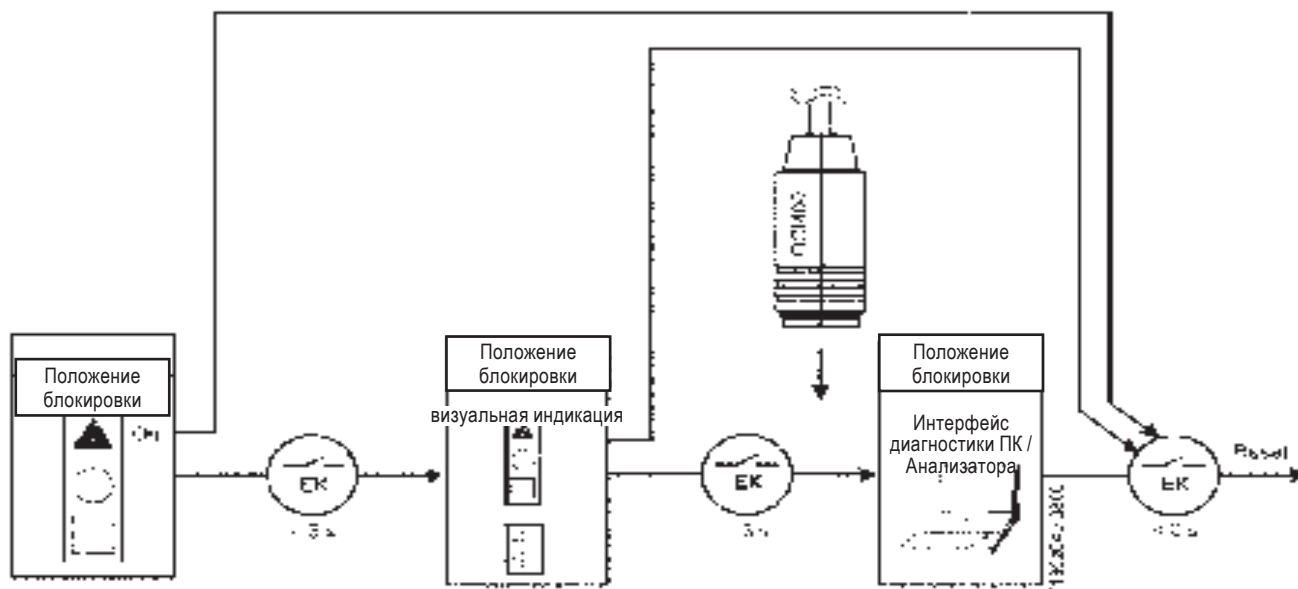 Положение
блокировки
EK
Положение
блокировки
визуальная индикация
EK
Положение
блокировки
Интерфейс
диагностики ПК /
Анализатора
EK
Reset